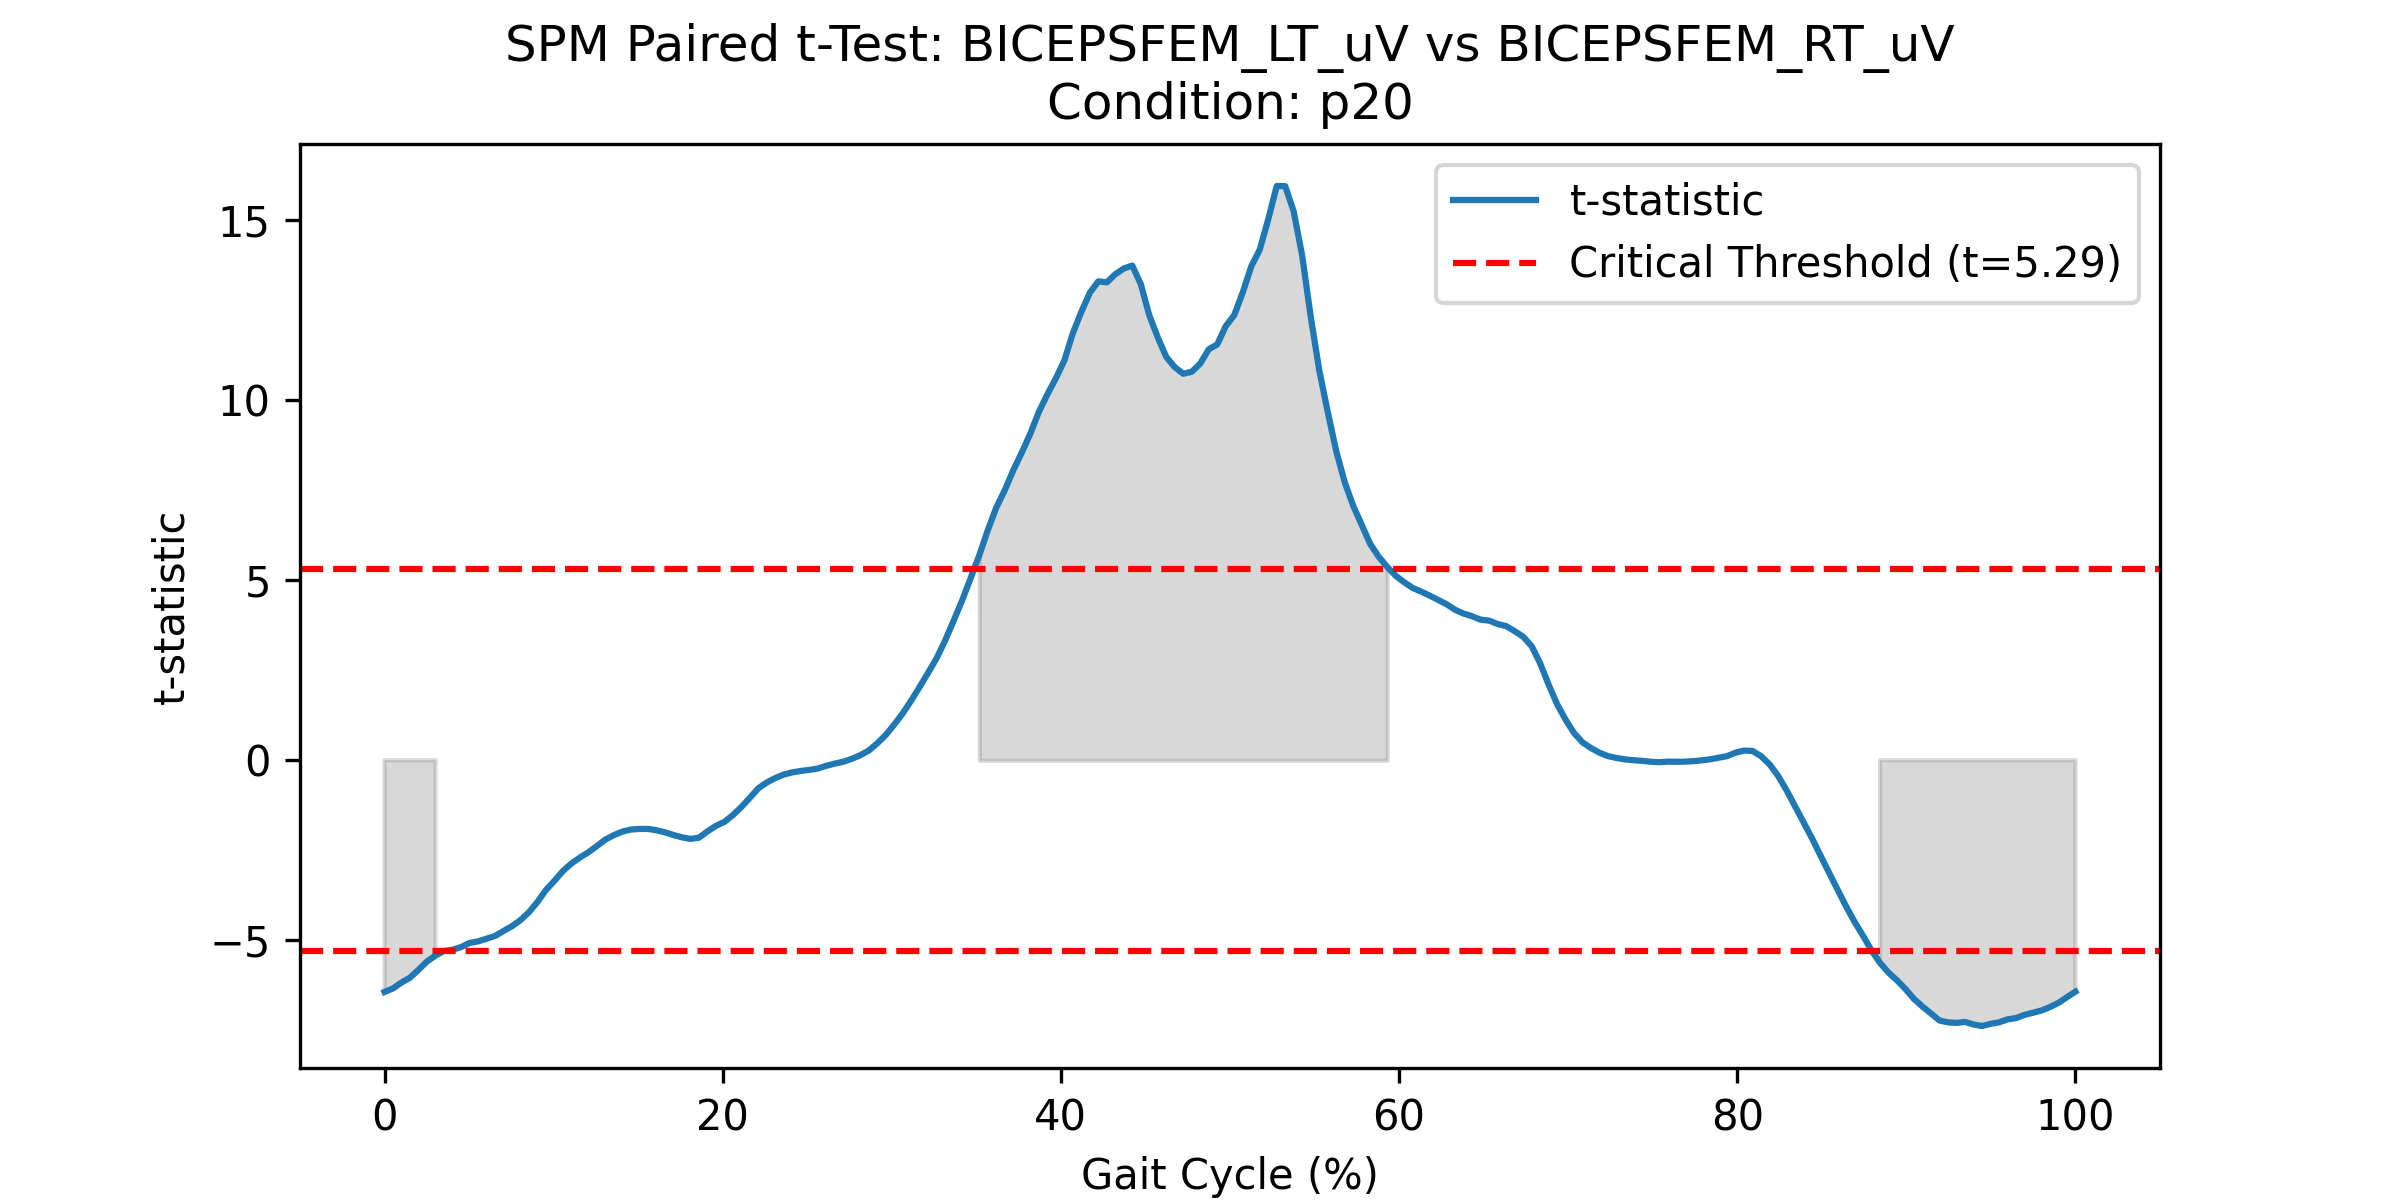 SPM Paired t-Test: BICEPSFEM_LT_uV vs BICEPSFEM_RT_uV
Condition: p20
t-statistic
Critical Threshold (t=5.29)
t-statistic
15
10
5
0
−5
0 20 40 60 80 100
Gait Cycle (%)